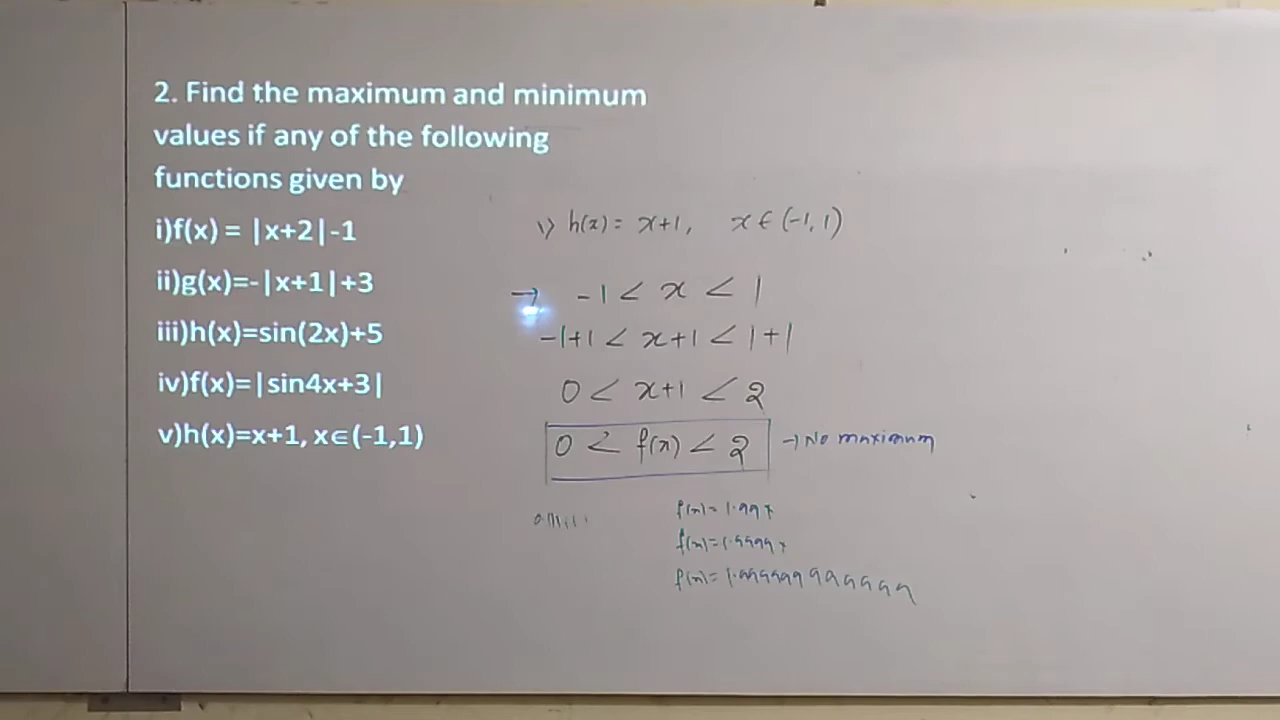 2. Find the maximum and minimum
values if any of the following
functions given by
i)f(x) = |x+2|-1
ii)g(x)=-|x+1|+3
iii)h(x)=sin(2x)+5
iv)f(x)=|sin4x+3|
v)h(x)=x+1, x∈(-1,1)
1) h(x) = x+1, x ∈ (-1, 1)
→ -1 < x < 1
-1+1 < x+1 < 1+1
0 < x+1 < 2
0 < f(x) < 2 → No maximum
f(x) = 1.99 x
f(x) = 1.9999 x
f(x) = 1.999999999999